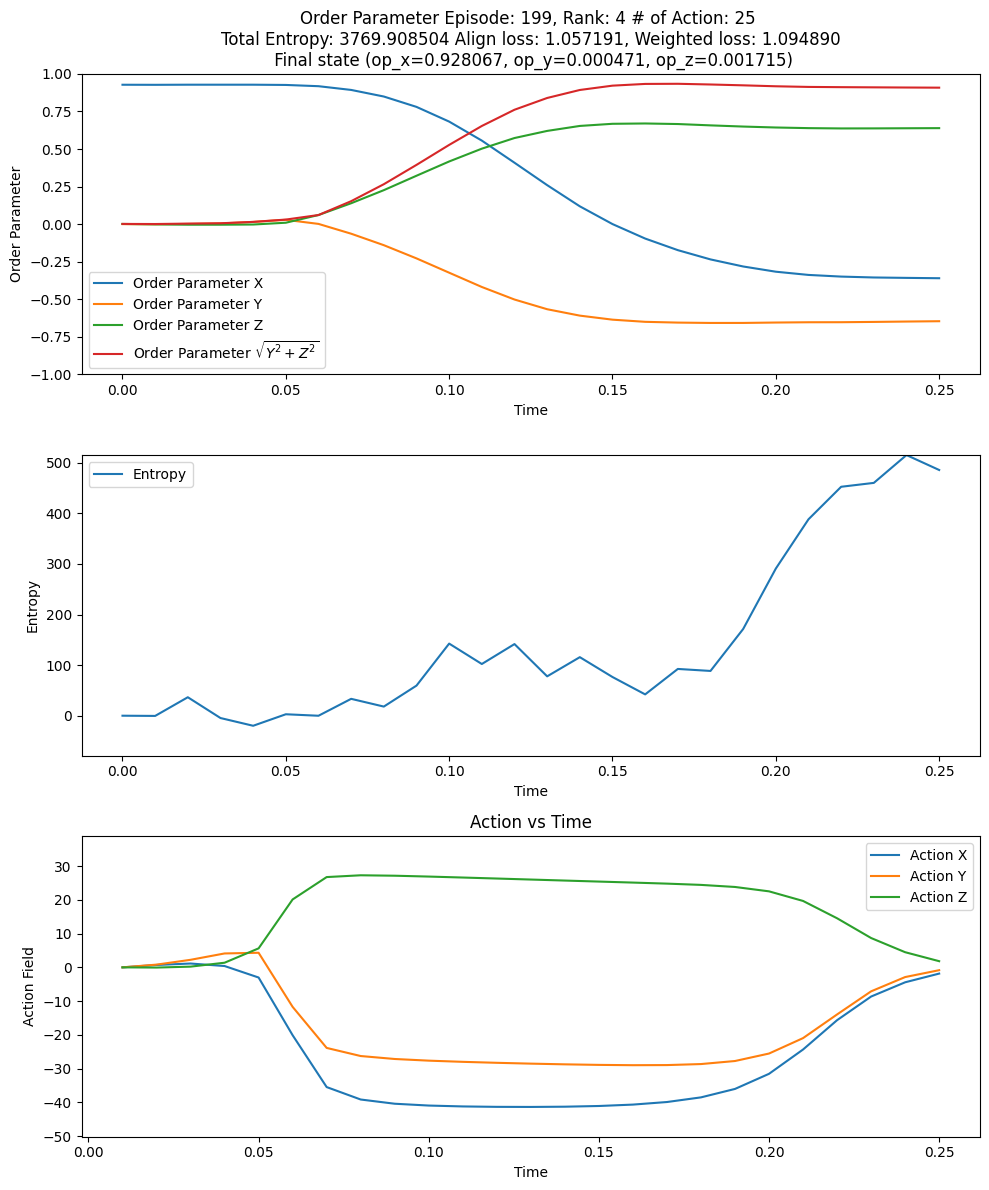 Order Parameter Episode: 199, Rank: 4 # of Action: 25
Total Entropy: 3769.908504 Align loss: 1.057191, Weighted loss: 1.094890
Final state (op_x=0.928067, op_y=0.000471, op_z=0.001715)
1.00
0.75
0.50
0.25
0.00
−0.25
−0.50
−0.75
−1.00
Order Parameter
Order Parameter X
Order Parameter Y
Order Parameter Z
Order Parameter √Y² + Z²
0.00 0.05 0.10 0.15 0.20 0.25
Time
500
400
300
200
100
0
Entropy
Entropy
0.00 0.05 0.10 0.15 0.20 0.25
Time
Action vs Time
30
20
10
0
−10
−20
−30
−40
−50
Action Field
Action X
Action Y
Action Z
0.00 0.05 0.10 0.15 0.20 0.25
Time